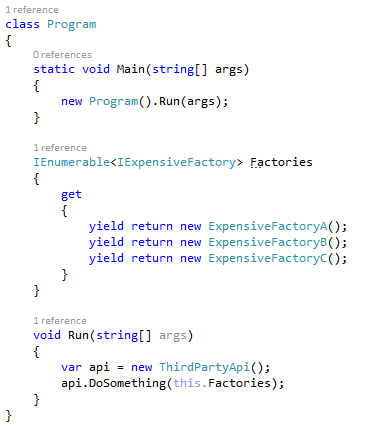 1 reference
class Program
{
0 references
static void Main(string[] args)
{
new Program().Run(args);
}
1 reference
IEnumerable<IExpensiveFactory> Factories
{
get
{
yield return new ExpensiveFactoryA();
yield return new ExpensiveFactoryB();
yield return new ExpensiveFactoryC();
}
}
1 reference
void Run(string[] args)
{
var api = new ThirdPartyApi();
api.DoSomething(this.Factories);
}
}